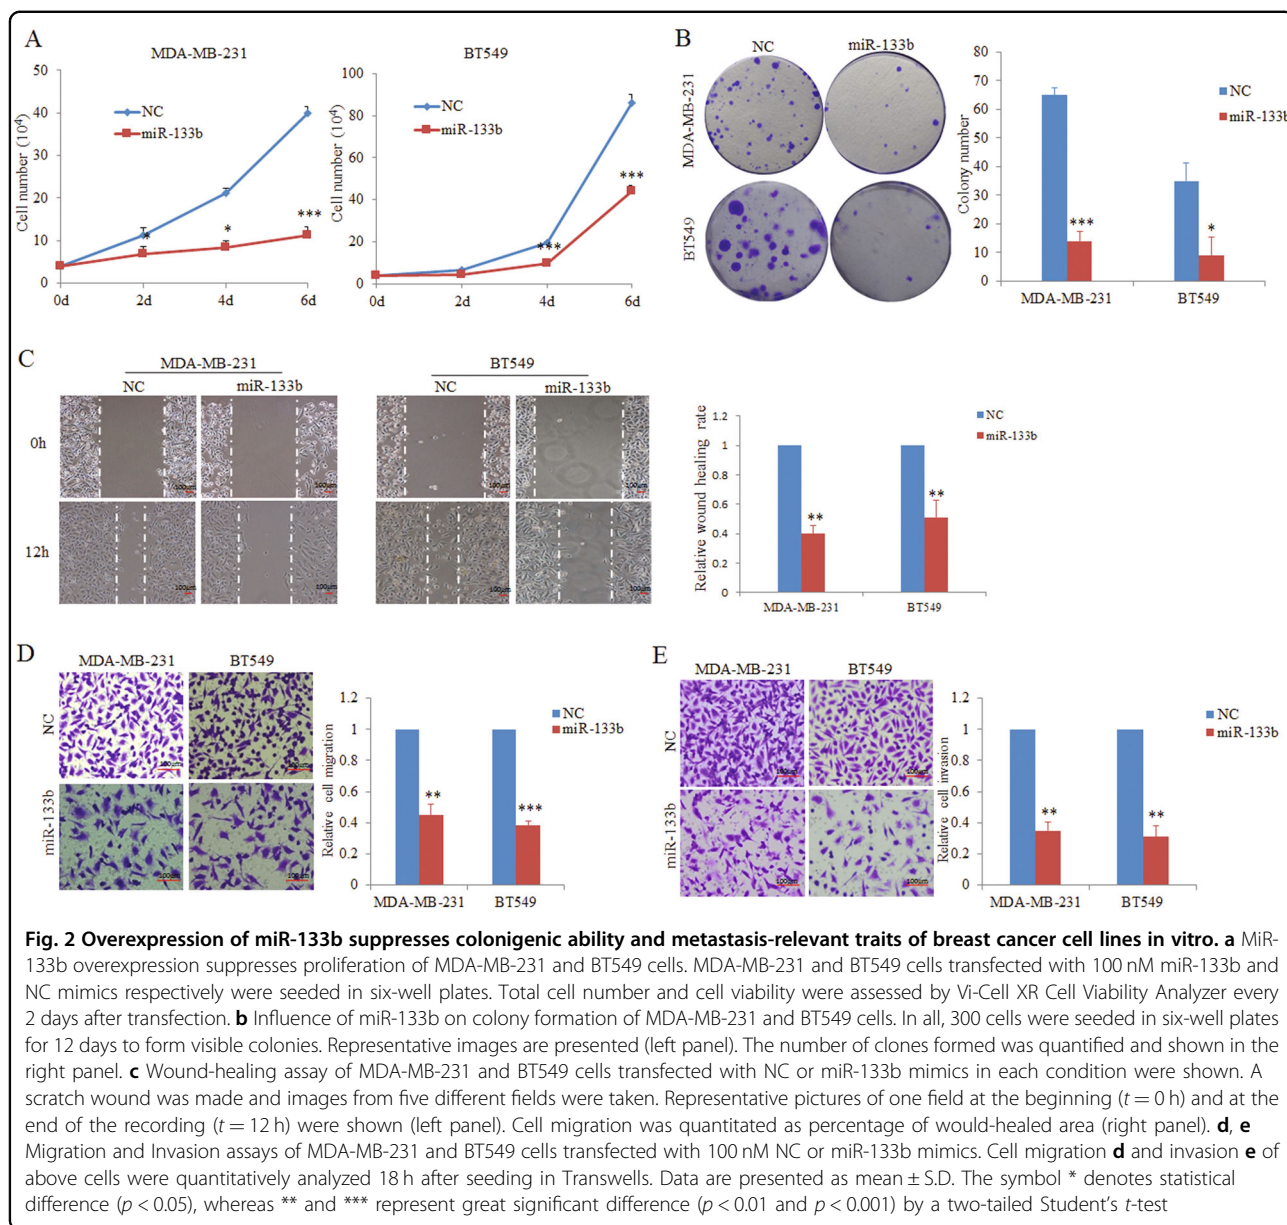 A
MDA-MB-231
50
40
30
20
10
0
Cell number (10⁴)
NC
miR-133b
*
*
***
0d 2d 4d 6d
BT549
100
80
60
40
20
0
Cell number (10⁴)
NC
miR-133b
***
***
0d 2d 4d 6d
B
NC miR-133b
MDA-MB-231
BT549
80
70
60
50
40
30
20
10
0
Colony number
NC
miR-133b
***
*
MDA-MB-231 BT549
C
MDA-MB-231
NC miR-133b
BT549
NC miR-133b
0h
100μm 100μm 100μm 100μm
12h
100μm 100μm 100μm 100μm
1.2
1
0.8
0.6
0.4
0.2
0
Relative wound healing rate
NC
miR-133b
**
**
MDA-MB-231 BT549
D
MDA-MB-231 BT549
NC
100μm 100μm
miR-133b
100μm 100μm
1.2
1
0.8
0.6
0.4
0.2
0
Relative cell migration
NC
miR-133b
**
***
MDA-MB-231 BT549
E
MDA-MB-231 BT549
NC
100μm 100μm
miR-133b
100μm 100μm
1.2
1
0.8
0.6
0.4
0.2
0
Relative cell invasion
NC
miR-133b
**
**
MDA-MB-231 BT549
Fig. 2 Overexpression of miR-133b suppresses colonigenic ability and metastasis-relevant traits of breast cancer cell lines in vitro. a MiR-
133b overexpression suppresses proliferation of MDA-MB-231 and BT549 cells. MDA-MB-231 and BT549 cells transfected with 100 nM miR-133b and
NC mimics respectively were seeded in six-well plates. Total cell number and cell viability were assessed by Vi-Cell XR Cell Viability Analyzer every
2 days after transfection. b Influence of miR-133b on colony formation of MDA-MB-231 and BT549 cells. In all, 300 cells were seeded in six-well plates
for 12 days to form visible colonies. Representative images are presented (left panel). The number of clones formed was quantified and shown in the
right panel. c Wound-healing assay of MDA-MB-231 and BT549 cells transfected with NC or miR-133b mimics in each condition were shown. A
scratch wound was made and images from five different fields were taken. Representative pictures of one field at the beginning (t = 0 h) and at the
end of the recording (t = 12 h) were shown (left panel). Cell migration was quantitated as percentage of would-healed area (right panel). d, e
Migration and Invasion assays of MDA-MB-231 and BT549 cells transfected with 100 nM NC or miR-133b mimics. Cell migration d and invasion e of
above cells were quantitatively analyzed 18 h after seeding in Transwells. Data are presented as mean ± S.D. The symbol * denotes statistical
difference (p < 0.05), whereas ** and *** represent great significant difference (p < 0.01 and p < 0.001) by a two-tailed Student's t-test